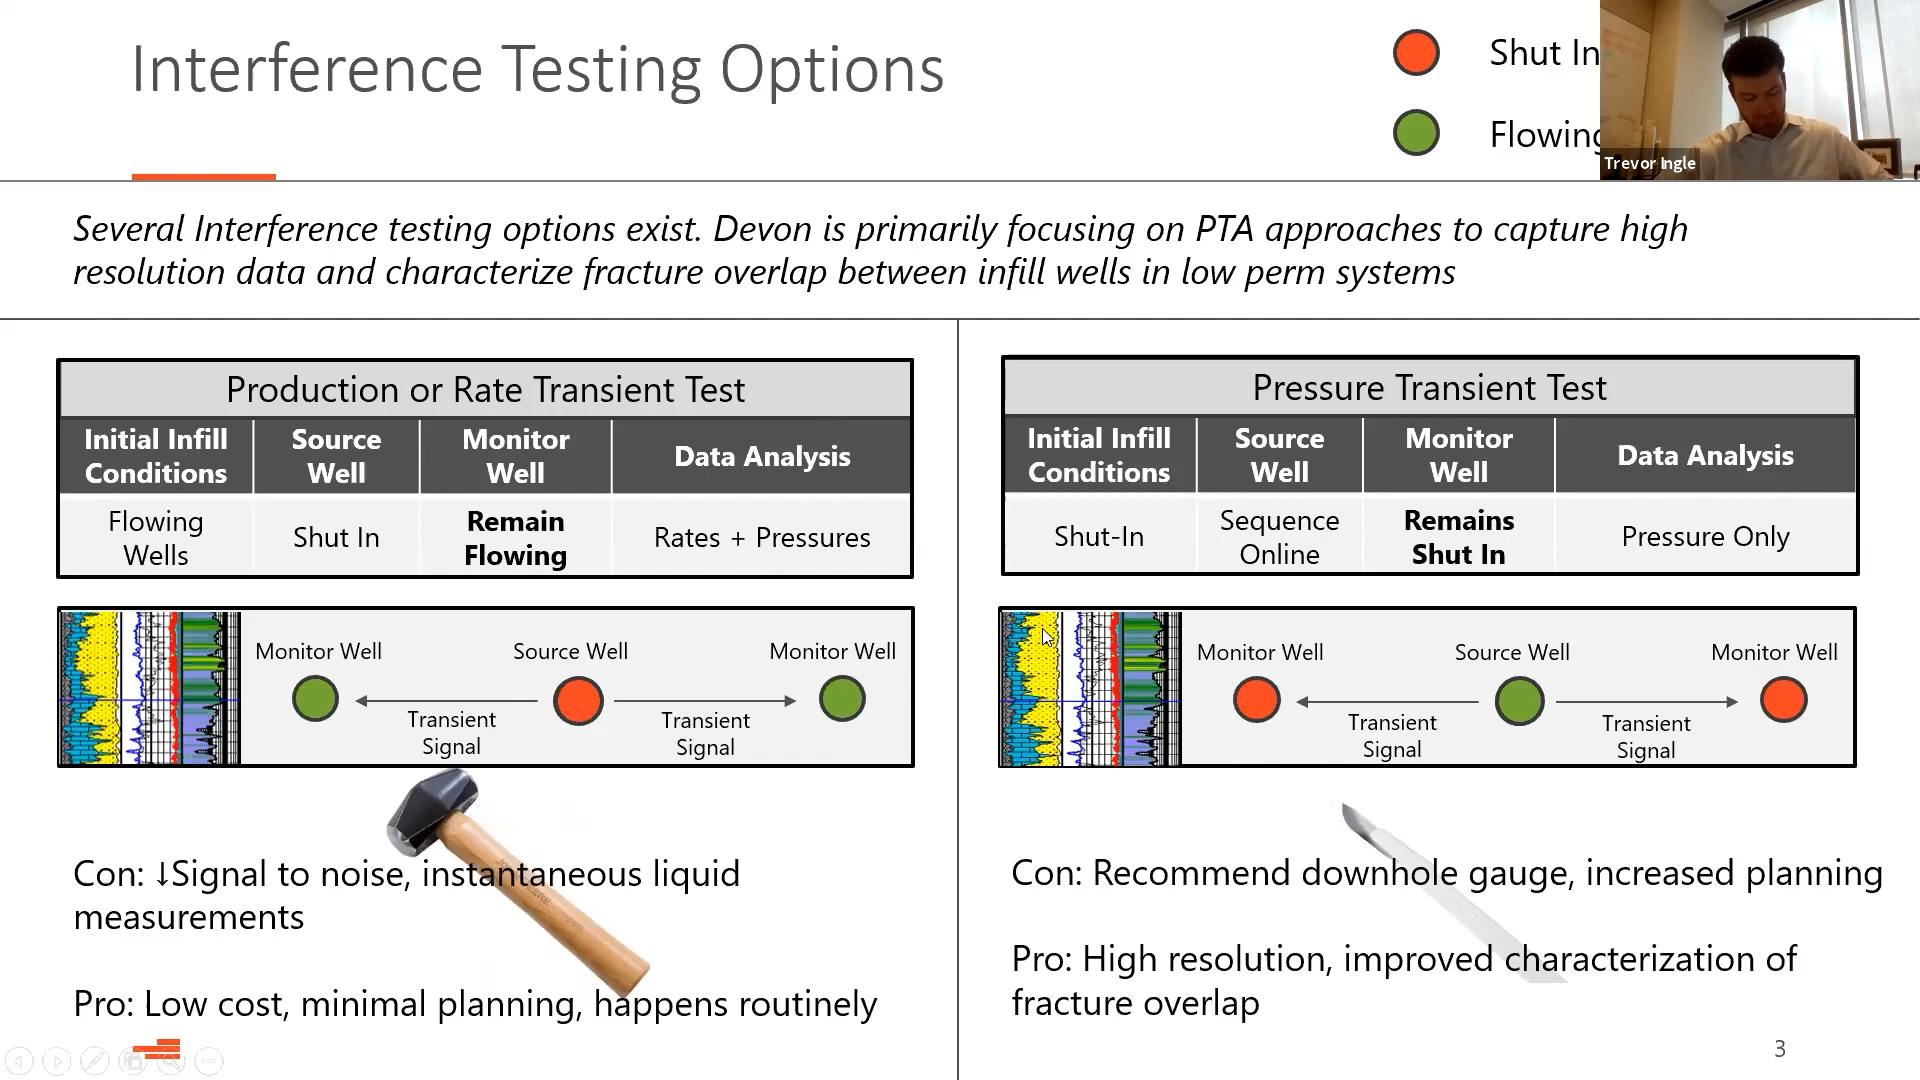 Interference Testing Options
Shut In
Flowing
Trevor Ingle
Several Interference testing options exist. Devon is primarily focusing on PTA approaches to capture high
resolution data and characterize fracture overlap between infill wells in low perm systems
Production or Rate Transient Test
Initial Infill Conditions
Source Well
Monitor Well
Data Analysis
Flowing Wells
Shut In
Remain Flowing
Rates + Pressures
Monitor Well
Source Well
Monitor Well
Transient Signal
Transient Signal
Con: ↓Signal to noise, instantaneous liquid
measurements
Pro: Low cost, minimal planning, happens routinely
Pressure Transient Test
Initial Infill Conditions
Source Well
Monitor Well
Data Analysis
Shut-In
Sequence Online
Remains Shut In
Pressure Only
Monitor Well
Source Well
Monitor Well
Transient Signal
Transient Signal
Con: Recommend downhole gauge, increased planning
Pro: High resolution, improved characterization of
fracture overlap
3